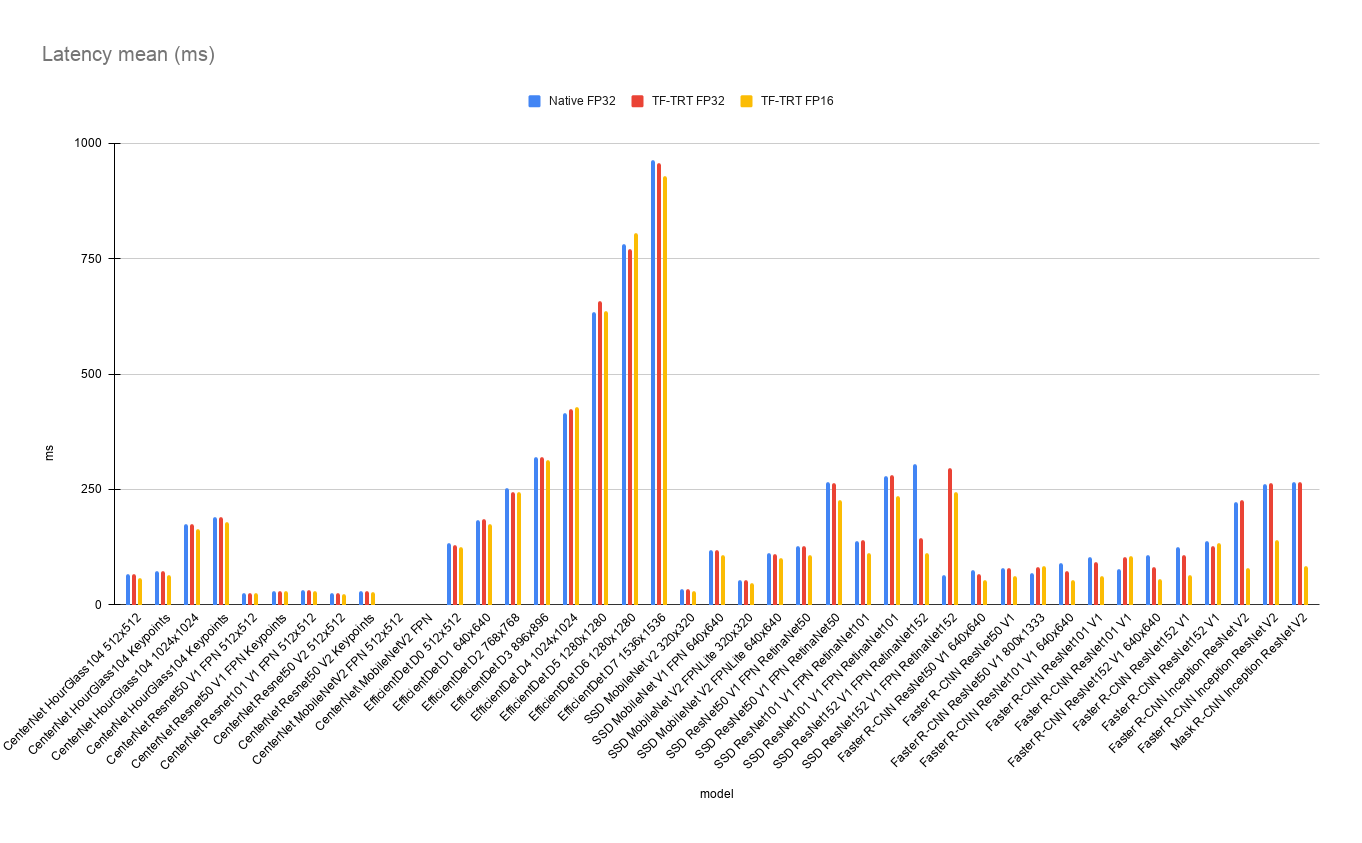 Latency mean (ms)
Native FP32
TF-TRT FP32
TF-TRT FP16
1000
750
500
250
0
ms
CenterNet HourGlass104 512x512
CenterNet HourGlass104 Keypoints
CenterNet HourGlass104 1024x1024
CenterNet HourGlass104 Keypoints
CenterNet Resnet50 V1 FPN 512x512
CenterNet Resnet50 V1 FPN Keypoints
CenterNet Resnet101 V1 FPN 512x512
CenterNet Resnet50 V2 512x512
CenterNet Resnet50 V2 Keypoints
CenterNet MobileNetV2 FPN 512x512
CenterNet MobileNetV2 FPN
EfficientDet D0 512x512
EfficientDet D1 640x640
EfficientDet D2 768x768
EfficientDet D3 896x896
EfficientDet D4 1024x1024
EfficientDet D5 1280x1280
EfficientDet D6 1280x1280
EfficientDet D7 1536x1536
SSD MobileNet v2 320x320
SSD MobileNet V1 FPN 640x640
SSD MobileNet V2 FPNLite 320x320
SSD MobileNet V2 FPNLite 640x640
SSD ResNet50 V1 FPN RetinaNet50
SSD ResNet50 V1 FPN RetinaNet50
SSD ResNet101 V1 FPN RetinaNet101
SSD ResNet101 V1 FPN RetinaNet101
SSD ResNet152 V1 FPN RetinaNet152
SSD ResNet152 V1 FPN RetinaNet152
Faster R-CNN ResNet50 V1 640x640
Faster R-CNN ResNet50 V1
Faster R-CNN ResNet50 V1 800x1333
Faster R-CNN ResNet101 V1 640x640
Faster R-CNN ResNet101 V1
Faster R-CNN ResNet101 V1
Faster R-CNN ResNet152 V1 640x640
Faster R-CNN ResNet152 V1
Faster R-CNN ResNet152 V1
Faster R-CNN Inception ResNet V2
Faster R-CNN Inception ResNet V2
Mask R-CNN Inception ResNet V2
model